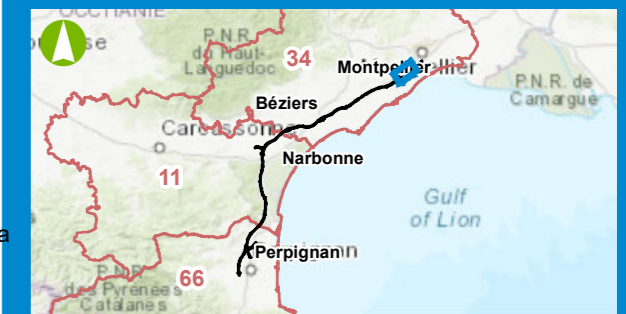 OCCITANIE
P.N.R.
du Haut-
Languedoc
34
Montpellier
P.N.R. de
Camargue
Béziers
Carcassonne
Narbonne
11
Gulf
of Lion
a
Perpignan
66
P.N.R.
des Pyrénées
Catalanes